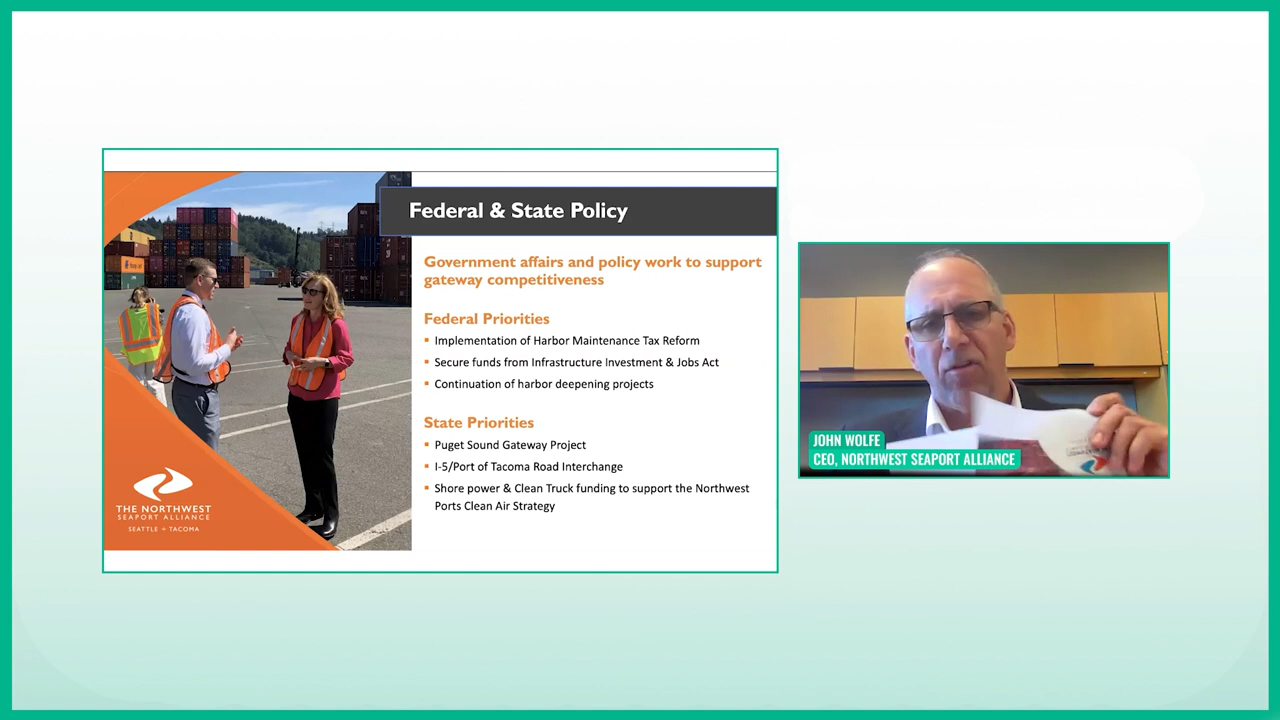 Federal & State Policy
Government affairs and policy work to support
gateway competitiveness
Federal Priorities
Implementation of Harbor Maintenance Tax Reform
Secure funds from Infrastructure Investment & Jobs Act
Continuation of harbor deepening projects
State Priorities
Puget Sound Gateway Project
I-5/Port of Tacoma Road Interchange
Shore power & Clean Truck funding to support the Northwest
Ports Clean Air Strategy
THE NORTHWEST
SEAPORT ALLIANCE
SEATTLE + TACOMA
JOHN WOLFE
CEO, NORTHWEST SEAPORT ALLIANCE